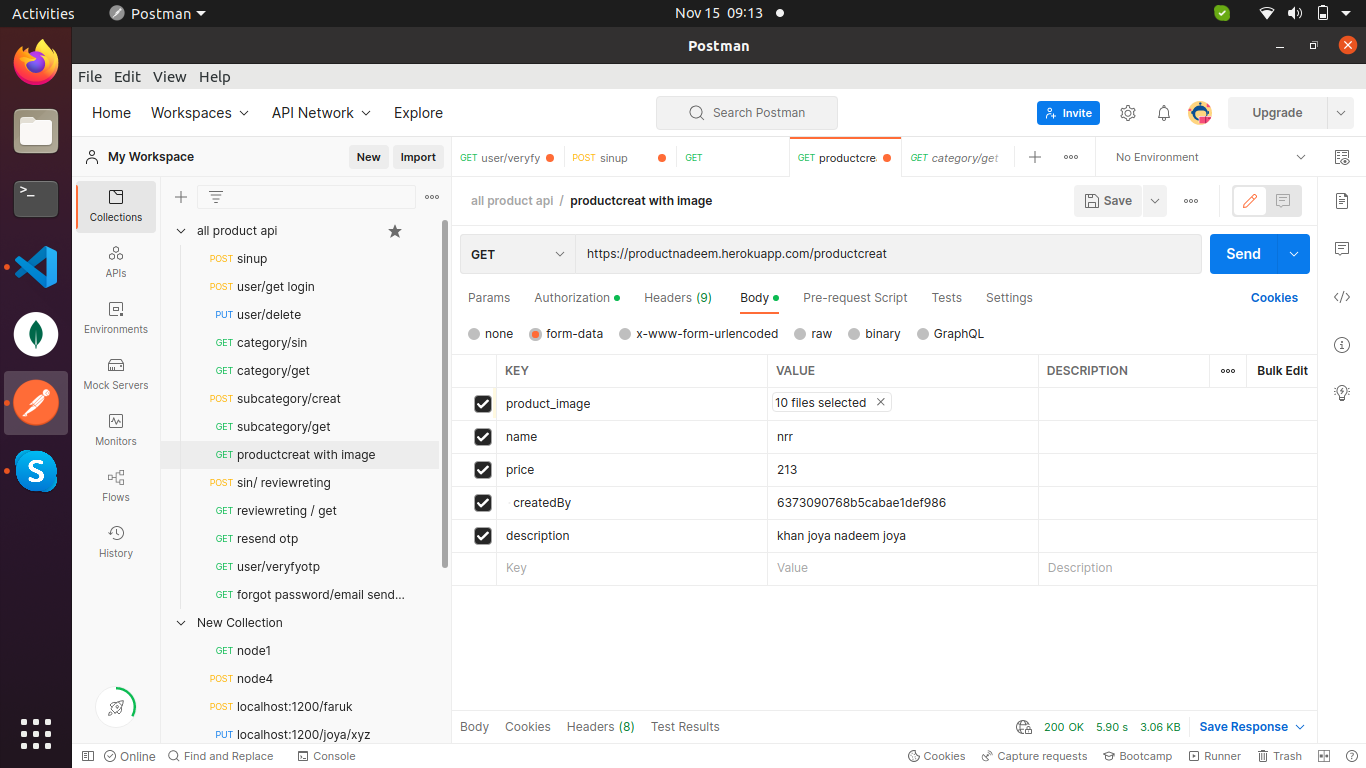 Activities
Postman
Nov 15 09:13
Postman
File Edit View Help
Home Workspaces API Network Explore
Search Postman
Invite
Upgrade
My Workspace
New Import
GET user/veryfy
POST sinup
GET
GET productcre
GET category/get
No Environment
Collections
APIs
Environments
Mock Servers
Monitors
Flows
History
all product api
POST sinup
POST user/get login
PUT user/delete
GET category/sin
GET category/get
POST subcategory/creat
GET subcategory/get
GET productcreat with image
POST sin/ reviewreting
GET reviewreting / get
GET resend otp
GET user/veryfyotp
GET forgot password/email send...
New Collection
GET node1
POST node4
POST localhost:1200/faruk
PUT localhost:1200/joya/xyz
all product api / productcreat with image
Save
GET https://productnadeem.herokuapp.com/productcreat
Send
Params Authorization Headers (9) Body Pre-request Script Tests Settings Cookies
none form-data x-www-form-urlencoded raw binary GraphQL
KEY VALUE DESCRIPTION Bulk Edit
product_image 10 files selected
name nrr
price 213
createdBy 6373090768b5cabae1def986
description khan joya nadeem joya
Key Value Description
Body Cookies Headers (8) Test Results 200 OK 5.90 s 3.06 KB Save Response
Online Find and Replace Console Cookies Capture requests Bootcamp Runner Trash